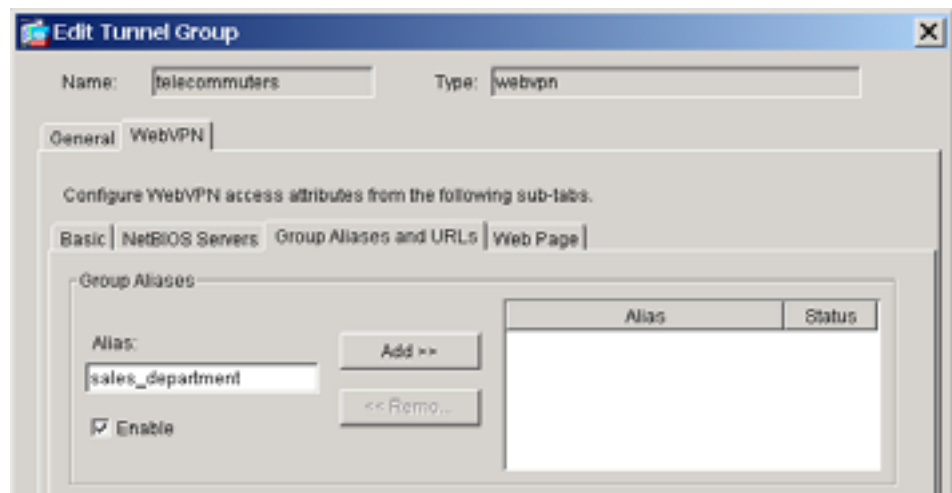 Edit Tunnel Group
Name: telecommuters Type: webvpn
General WebVPN
Configure WebVPN access attributes from the following sub-tabs.
Basic NetBIOS Servers Group Aliases and URLs Web Page
Group Aliases
Alias Status
Alias:
Add >>
sales_department
<< Remo...
Enable